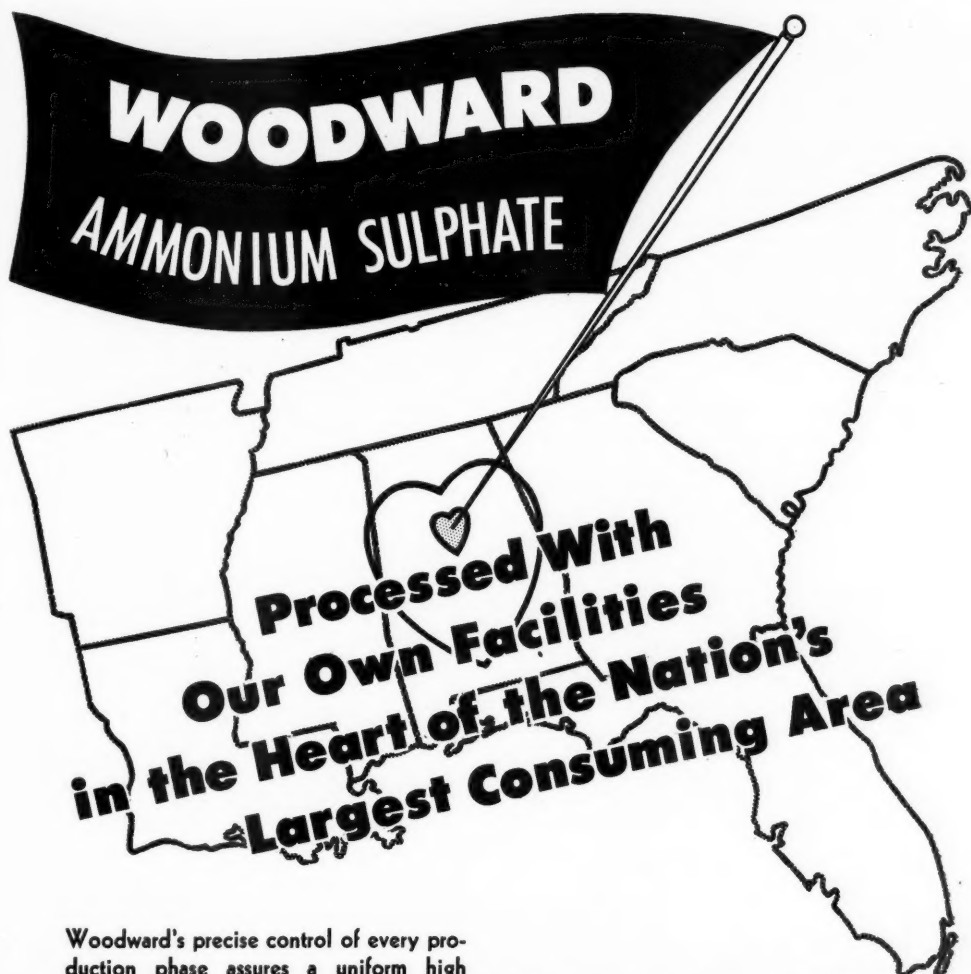 WOODWARD
AMMONIUM SULPHATE
Processed With
Our Own Facilities
in the Heart of the Nation's
Largest Consuming Area
Woodward's precise control of every pro-
duction phase assures a uniform high